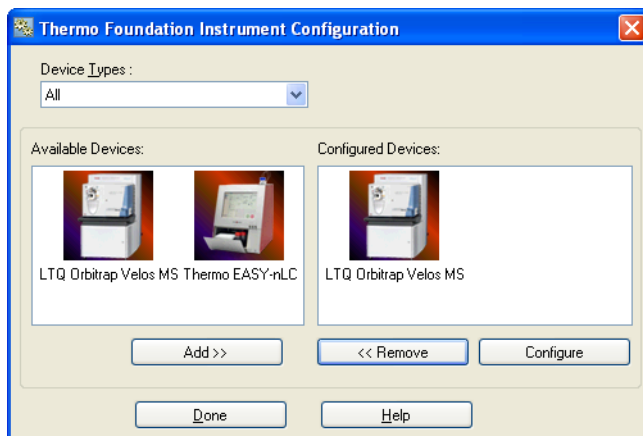 Thermo Foundation Instrument Configuration
Device Types :
All
Available Devices:
Configured Devices:
LTQ Orbitrap Velos MS Thermo EASY-nLC
LTQ Orbitrap Velos MS
Add >>
<< Remove
Configure
Done
Help